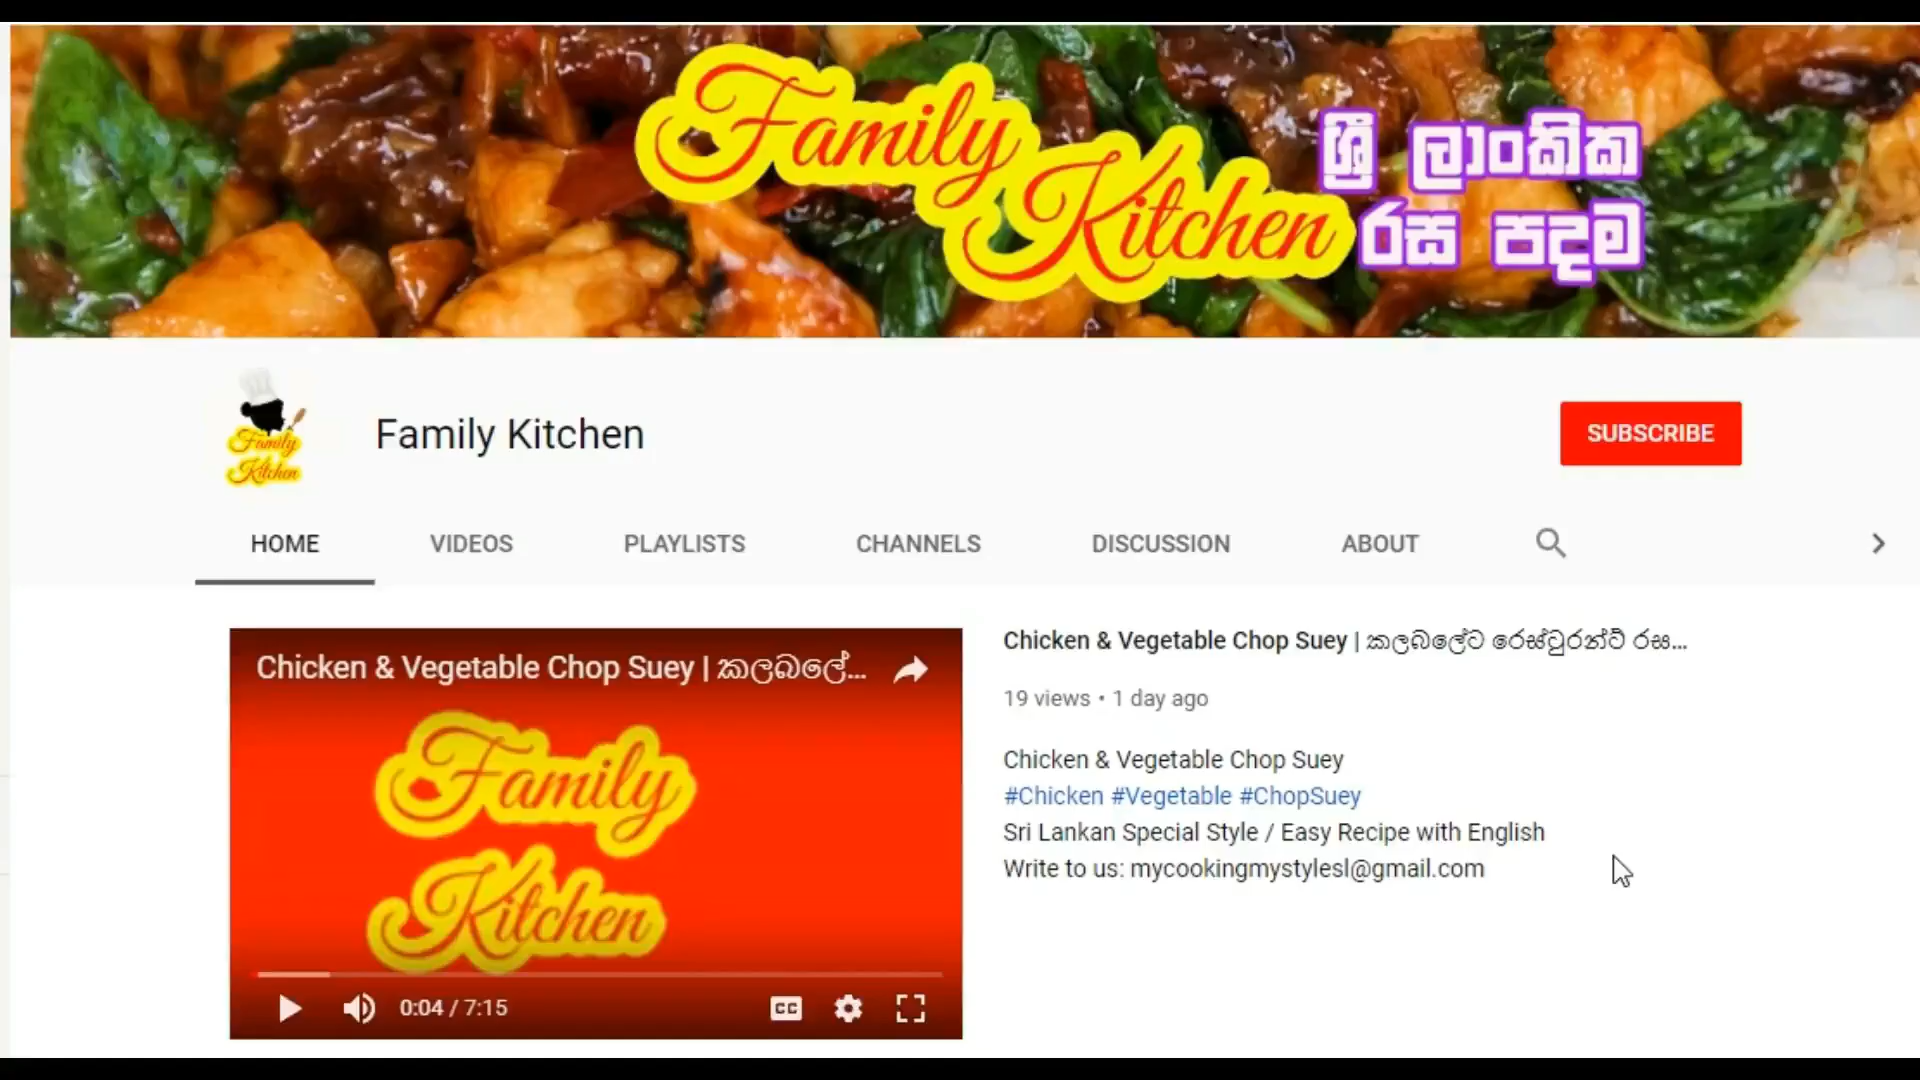 Family
Kitchen
ශ්‍රී ලාංකික
රස පදම
Family
Kitchen
Family Kitchen
SUBSCRIBE
HOME
VIDEOS
PLAYLISTS
CHANNELS
DISCUSSION
ABOUT
Chicken & Vegetable Chop Suey | කලබලේ...
Family
Kitchen
0:04 / 7:15
CC
Chicken & Vegetable Chop Suey | කලබලේට රෙස්ටුරන්ට් රස...
19 views • 1 day ago
Chicken & Vegetable Chop Suey
#Chicken #Vegetable #ChopSuey
Sri Lankan Special Style / Easy Recipe with English
Write to us: mycookingmystylesl@gmail.com